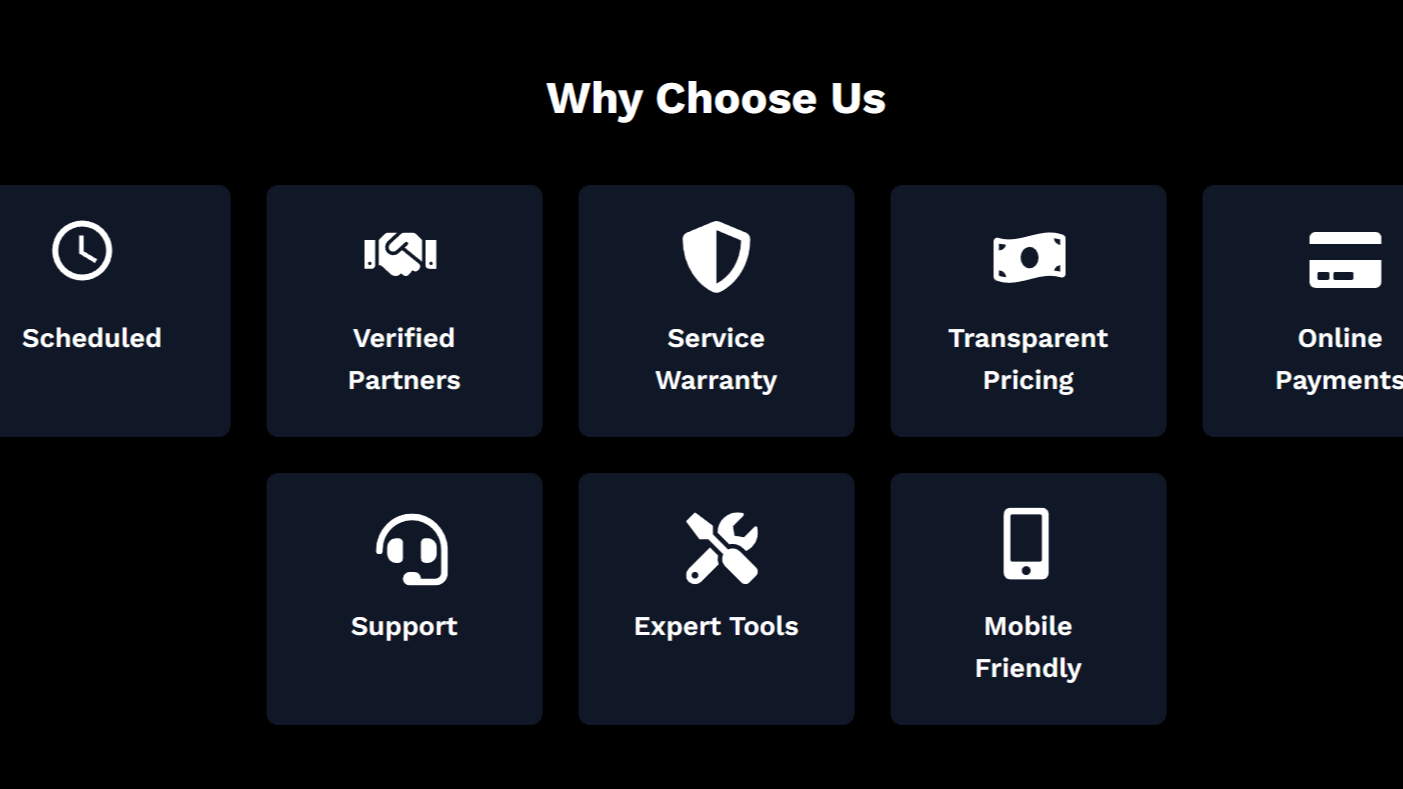 Why Choose Us
Scheduled
Verified
Partners
Service
Warranty
Transparent
Pricing
Online
Payments
Support
Expert Tools
Mobile
Friendly